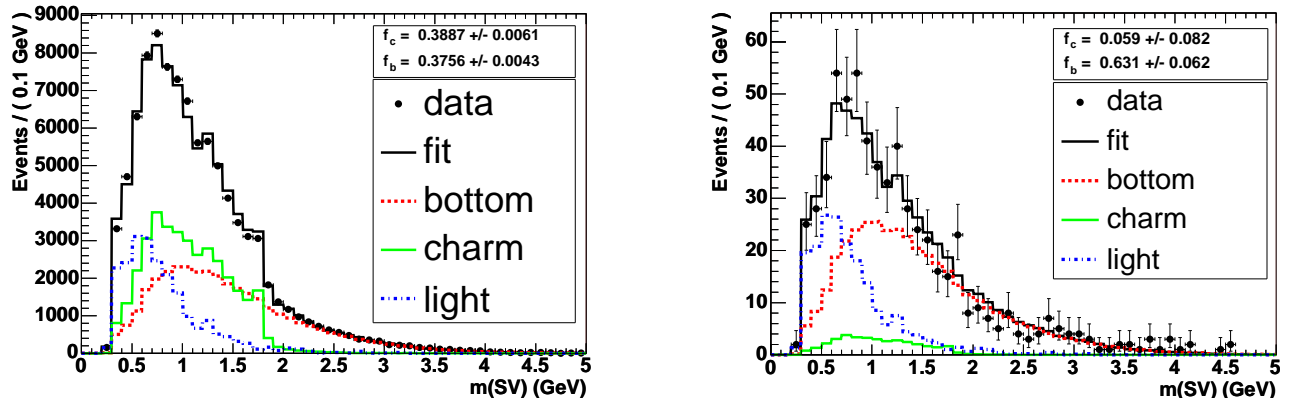 9000
8000
7000
6000
5000
4000
3000
2000
1000
0
Events / ( 0.1 GeV )
f_c = 0.3887 +/- 0.0061
f_b = 0.3756 +/- 0.0043
data
fit
bottom
charm
light
0 0.5 1 1.5 2 2.5 3 3.5 4 4.5 5
m(SV) (GeV)
60
50
40
30
20
10
0
Events / ( 0.1 GeV )
f_c = 0.059 +/- 0.082
f_b = 0.631 +/- 0.062
data
fit
bottom
charm
light
0 0.5 1 1.5 2 2.5 3 3.5 4 4.5 5
m(SV) (GeV)